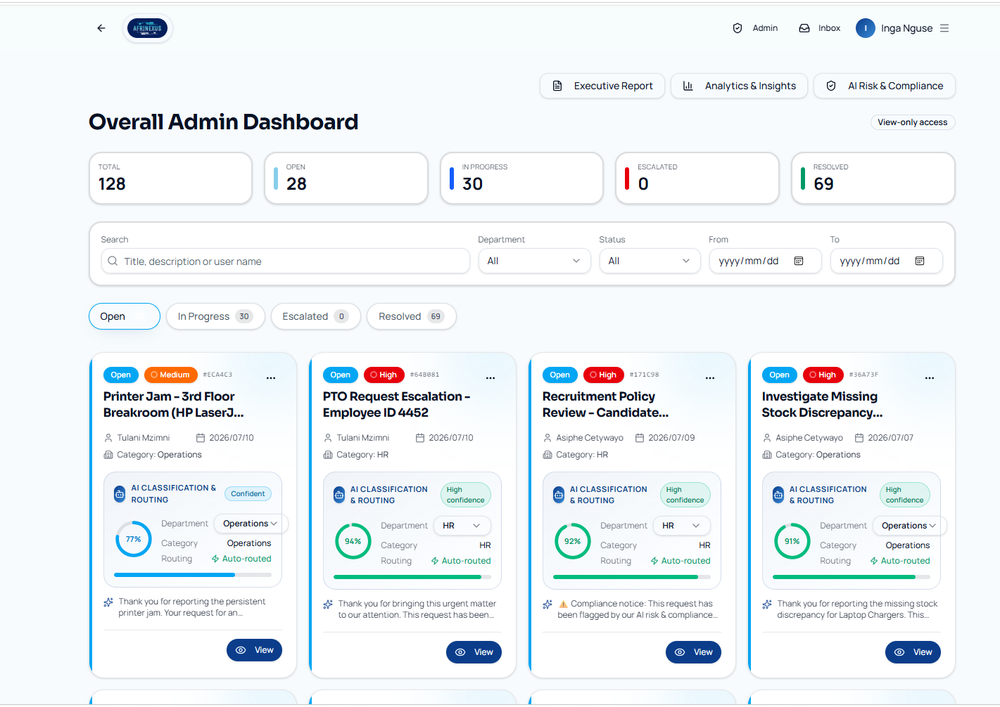 AFRINEXUS
Admin
Inbox
I
Inga Nguse
Executive Report
Analytics & Insights
AI Risk & Compliance
Overall Admin Dashboard
View-only access
TOTAL
128
OPEN
28
IN PROGRESS
30
ESCALATED
0
RESOLVED
69
Search
Title, description or user name
Department
All
Status
All
From
yyyy/mm/dd
To
yyyy/mm/dd
Open
In Progress 30
Escalated 0
Resolved 69
Open Medium #ECA4C3 ...
Printer Jam - 3rd Floor
Breakroom (HP LaserJ...
Tulani Mzimni 2026/07/10
Category: Operations
AI CLASSIFICATION &
ROUTING
Confident
77%
Department Operations
Category Operations
Routing Auto-routed
Thank you for reporting the persistent
printer jam. Your request for an...
View
Open High #64B081 ...
PTO Request Escalation -
Employee ID 4452
Tulani Mzimni 2026/07/10
Category: HR
AI CLASSIFICATION
& ROUTING
High
confidence
94%
Department HR
Category HR
Routing Auto-routed
Thank you for bringing this urgent matter
to our attention. This request has been...
View
Open High #171C98 ...
Recruitment Policy
Review - Candidate...
Asiphe Cetywayo 2026/07/09
Category: HR
AI CLASSIFICATION
& ROUTING
High
confidence
92%
Department HR
Category HR
Routing Auto-routed
⚠️ Compliance notice: This request has
been flagged by our AI risk & compliance...
View
Open High #36A73F ...
Investigate Missing
Stock Discrepancy...
Asiphe Cetywayo 2026/07/07
Category: Operations
AI CLASSIFICATION
& ROUTING
High
confidence
91%
Department Operations
Category Operations
Routing Auto-routed
Thank you for reporting the missing stock
discrepancy for Laptop Chargers. This...
View